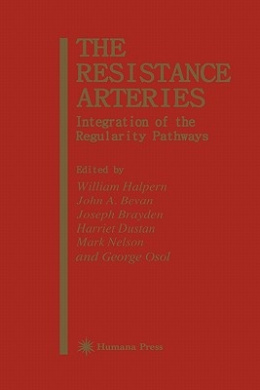 THE
RESISTANCE
ARTERIES
Integration of the
Regularity Pathways
Edited by
William Halpern
John A. Bevan
Joseph Brayden
Harriet Dustan
Mark Nelson
and George Osol
Humana Press